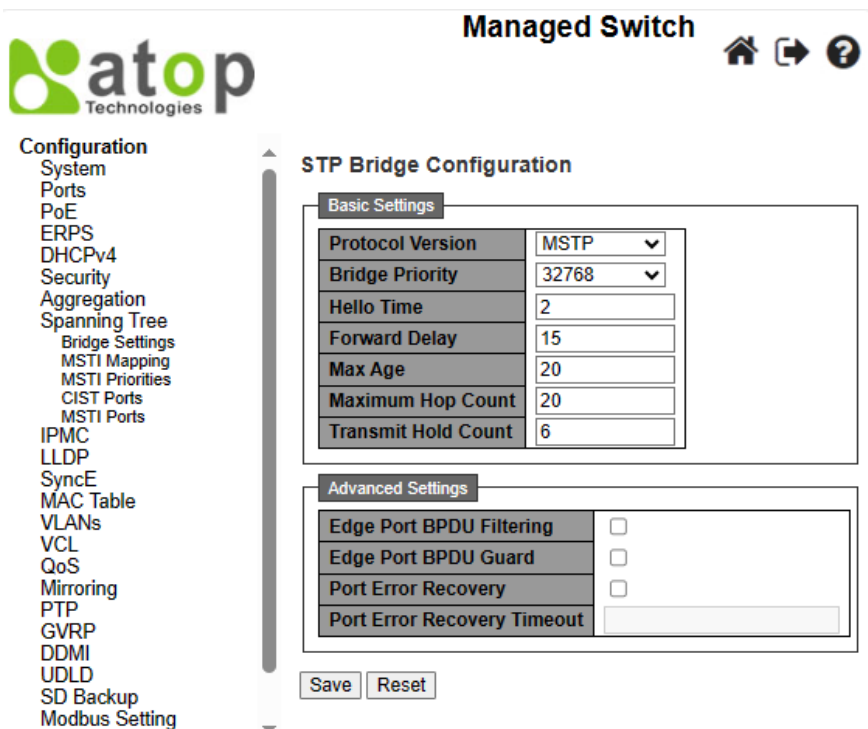 Managed Switch
atop
Technologies
Configuration
System
Ports
PoE
ERPS
DHCPv4
Security
Aggregation
Spanning Tree
Bridge Settings
MSTI Mapping
MSTI Priorities
CIST Ports
MSTI Ports
IPMC
LLDP
SyncE
MAC Table
VLANs
VCL
QoS
Mirroring
PTP
GVRP
DDMI
UDLD
SD Backup
Modbus Setting
STP Bridge Configuration
Basic Settings
Protocol Version MSTP
Bridge Priority 32768
Hello Time 2
Forward Delay 15
Max Age 20
Maximum Hop Count 20
Transmit Hold Count 6
Advanced Settings
Edge Port BPDU Filtering
Edge Port BPDU Guard
Port Error Recovery
Port Error Recovery Timeout
Save Reset